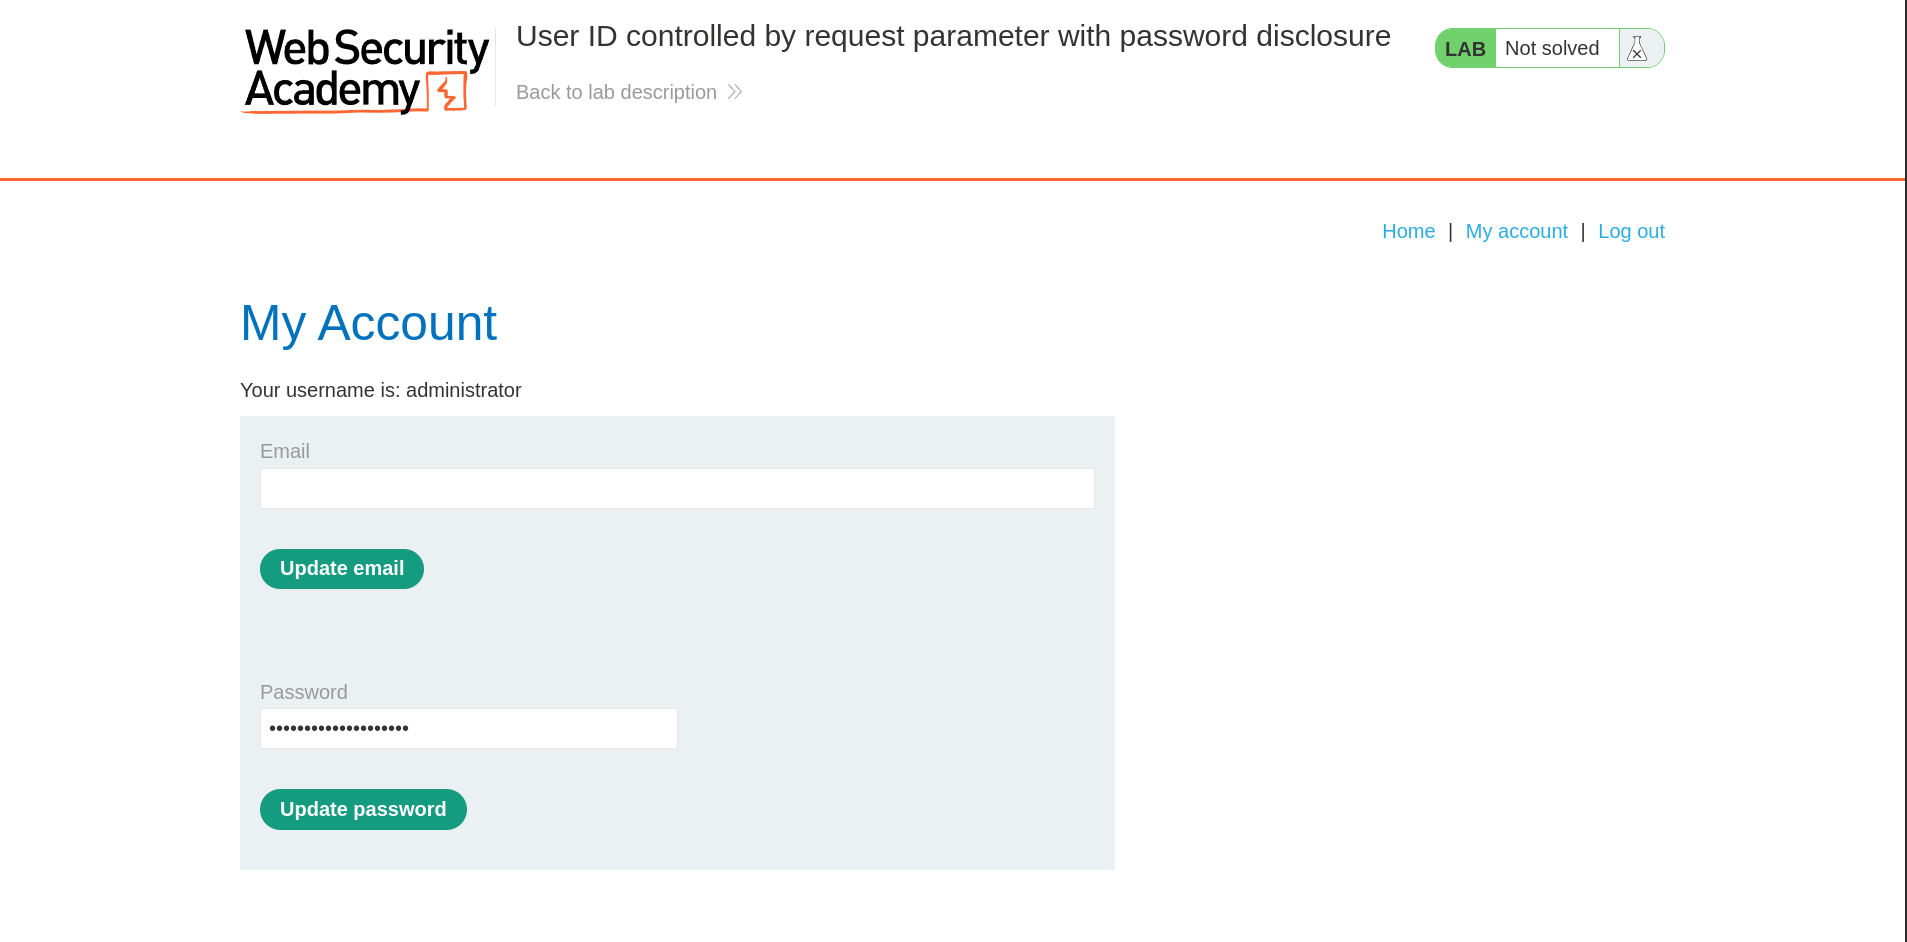 Web Security
Academy
User ID controlled by request parameter with password disclosure
Back to lab description
LAB Not solved
Home | My account | Log out
My Account
Your username is: administrator
Email
Update email
Password
••••••••••••••••••••
Update password